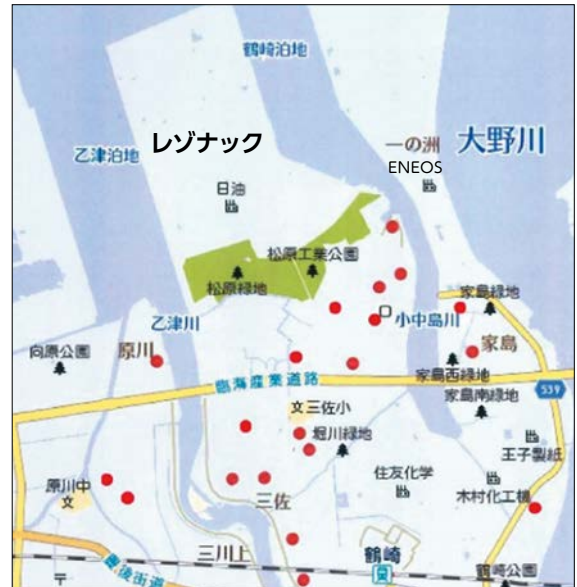 鶴崎泊地
レゾナック
一の洲
大野川
乙津泊地
ENEOS
日油
松原工業公園
松原緑地
家島緑地
乙津川
小中島川
向原公園
原川
家島
家島西緑地
臨海産業道路
家島南緑地
539
文三佐小
堀川緑地
王子製紙
住友化学
原川中
文
木村化工機
三佐
三川上
鶴崎
豊後街道
鶴崎公園
〒